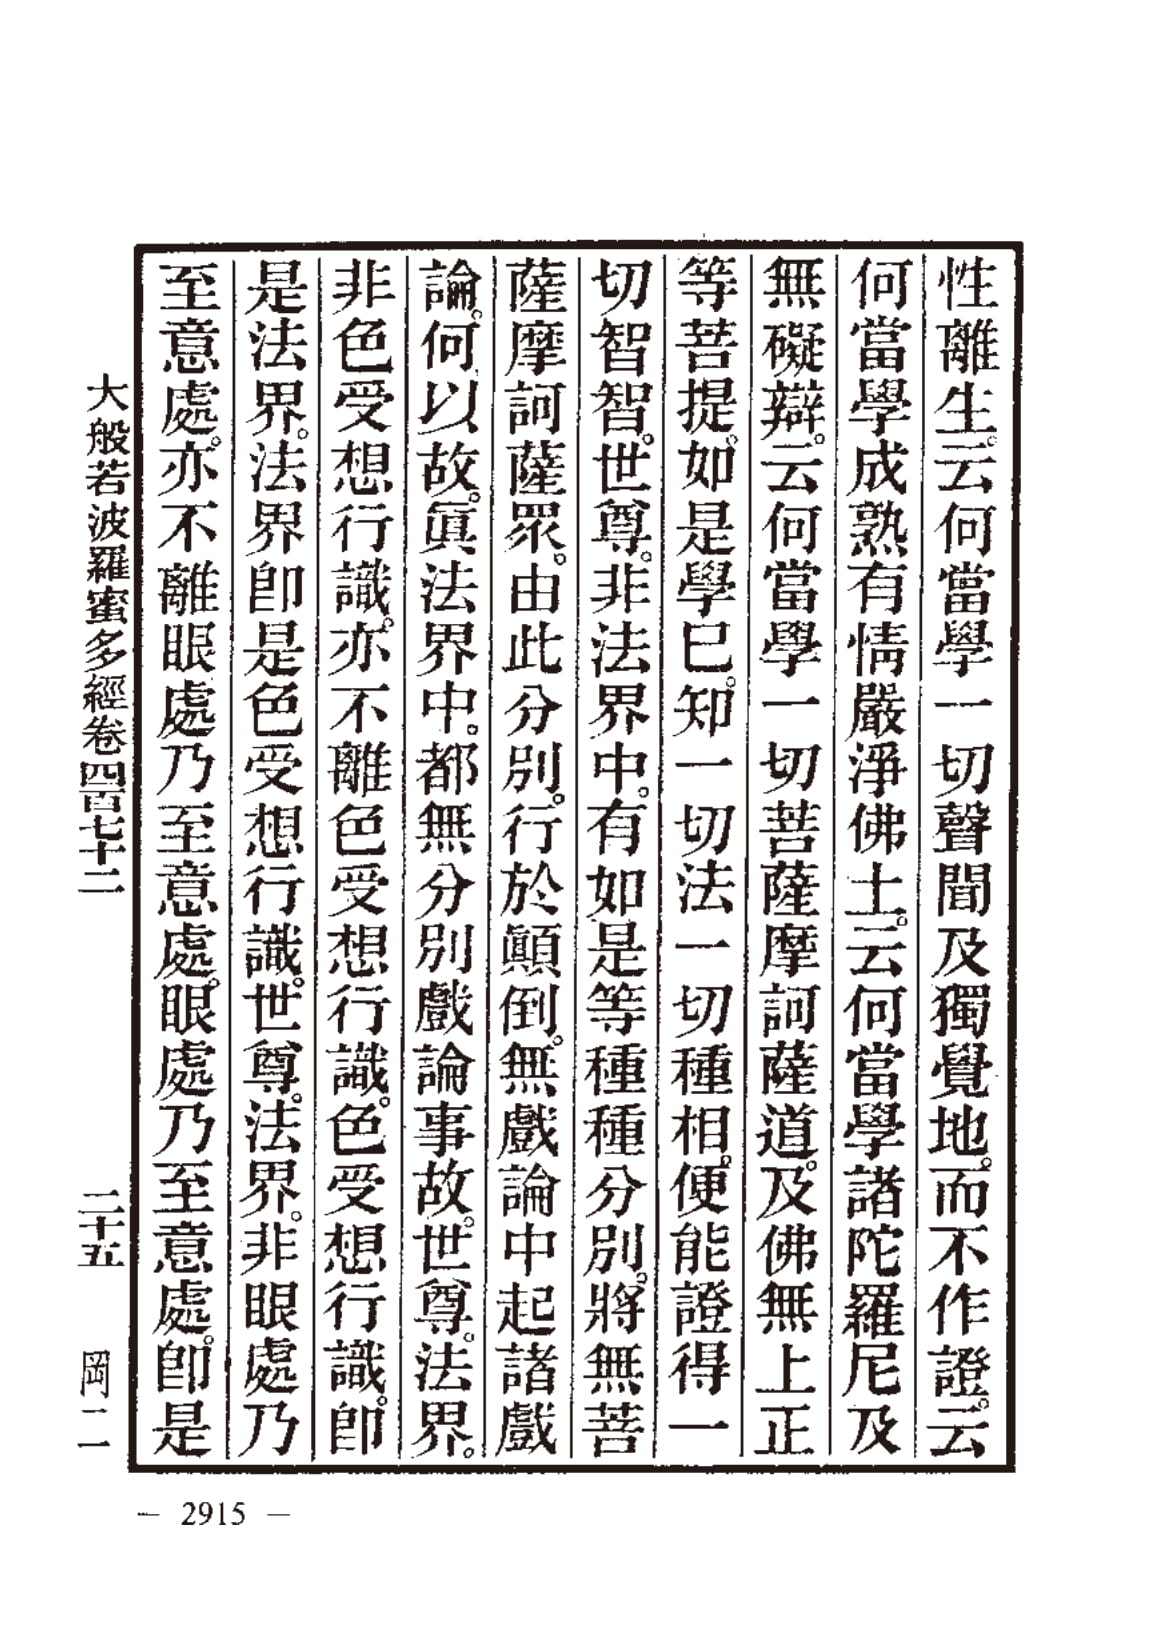 性離生。云何當學一切聲聞及獨覺地。而不作證。云
何當學成熟有情嚴淨佛土。云何當學諸陀羅尼及
無礙辯。云何當學一切菩薩摩訶薩道。及佛無上正
等菩提。如是學已。知一切法一切種相。便能證得一
切智智。世尊。非法界中。有如是等種種分別。將無菩
薩摩訶薩眾。由此分別。行於顛倒。無戲論中起諸戲
論。何以故。眞法界中。都無分別戲論事故。世尊。法界。
非色受想行識。亦不離色受想行識。色受想行識。卽
是法界。法界卽是色受想行識。世尊。法界。非眼處乃
至意處。亦不離眼處乃至意處。眼處乃至意處。卽是
大般若波羅蜜多經卷四百七十二 二十五 岡二
— 2915 —